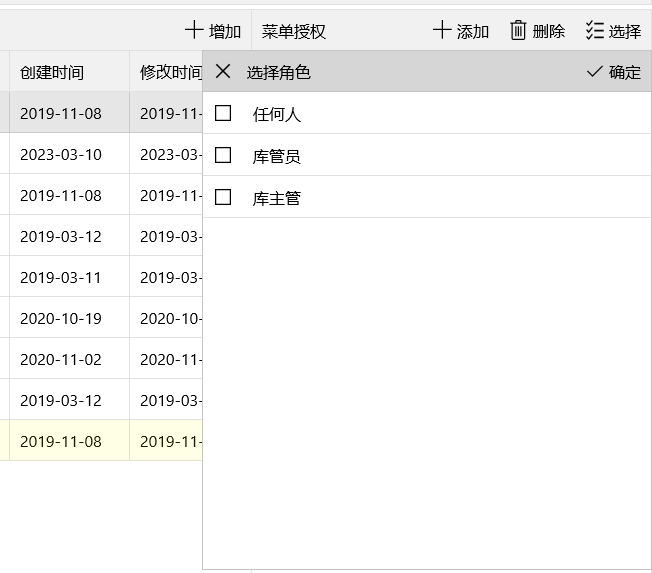 增加 菜单授权 添加 删除 选择
创建时间 修改时间 选择角色 确定
2019-11-08 2019-11- 任何人
2023-03-10 2023-03- 库管员
2019-11-08 2019-11- 库主管
2019-03-12 2019-03-
2019-03-11 2019-03-
2020-10-19 2020-10-
2020-11-02 2020-11-
2019-03-12 2019-03-
2019-11-08 2019-11-